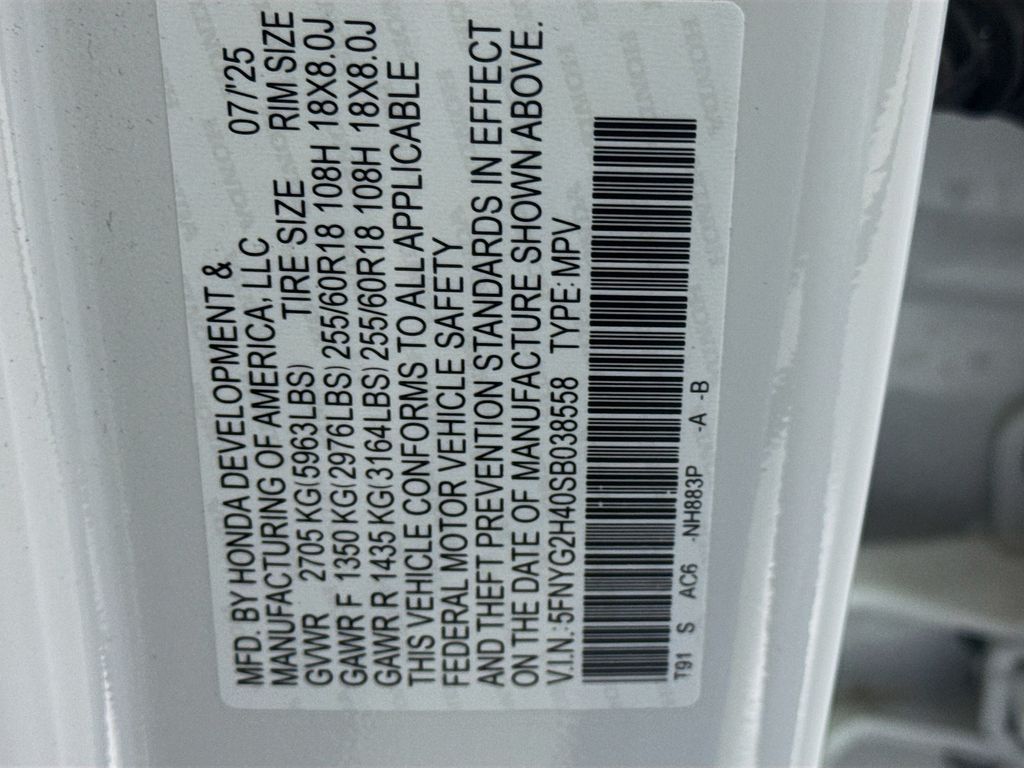 MFD. BY HONDA DEVELOPMENT &
MANUFACTURING OF AMERICA, LLC 07/'25
GVWR 2705 KG(5963LBS) TIRE SIZE RIM SIZE
GAWR F 1350 KG(2976LBS) 255/60R18 108H 18X8.0J
GAWR R 1435 KG(3164LBS) 255/60R18 108H 18X8.0J
THIS VEHICLE CONFORMS TO ALL APPLICABLE
FEDERAL MOTOR VEHICLE SAFETY
AND THEFT PREVENTION STANDARDS IN EFFECT
ON THE DATE OF MANUFACTURE SHOWN ABOVE.
V.I.N.:5FNYG2H40SB038558 TYPE:MPV
T91 S AC6 -NH883P -A -B